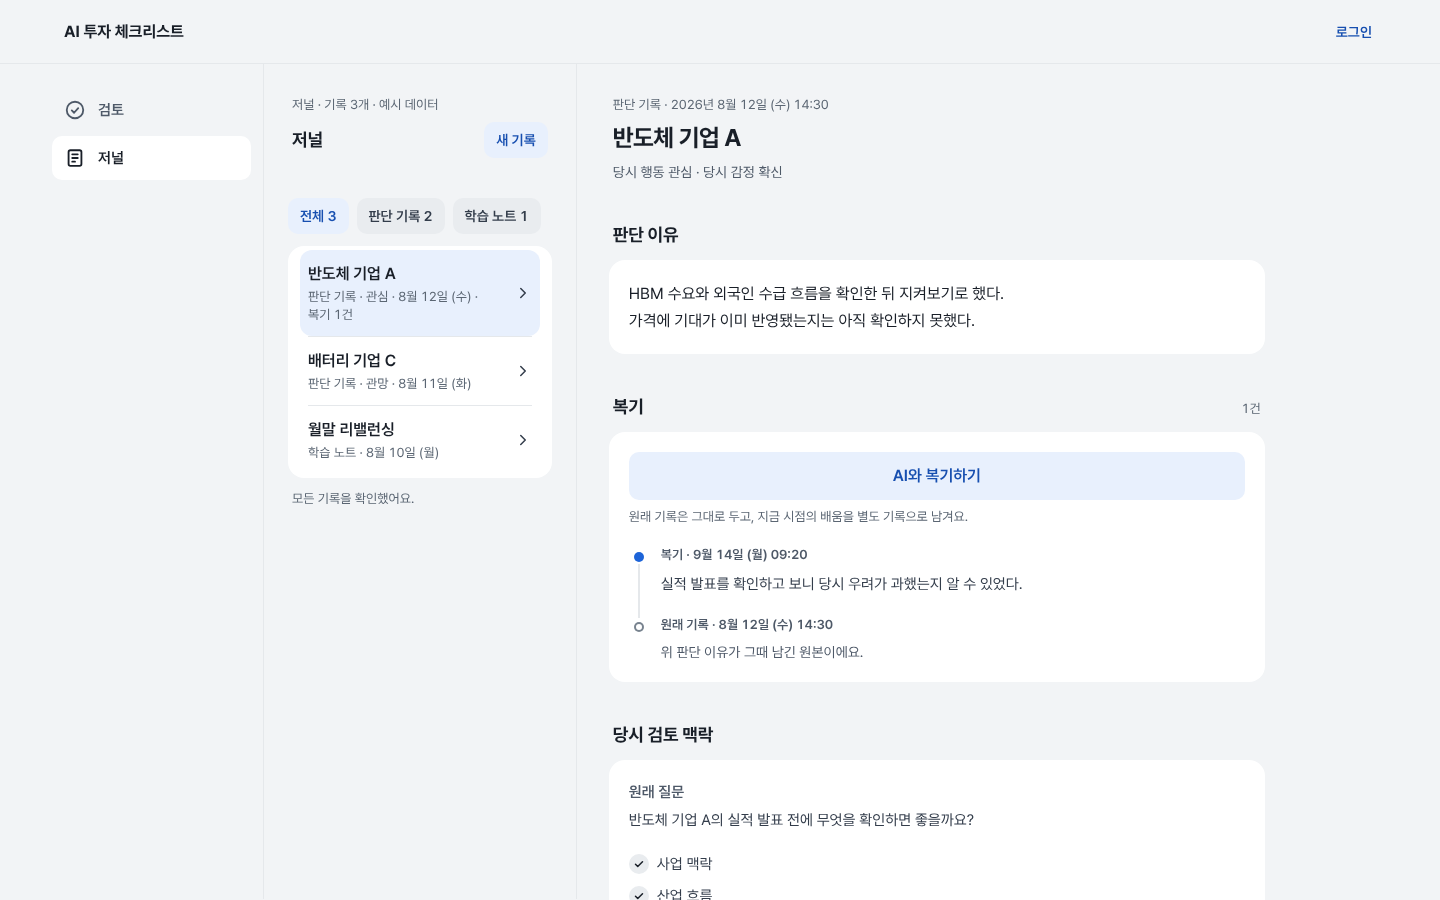 AI 투자 체크리스트
로그인
검토
저널
저널 · 기록 3개 · 예시 데이터
저널
새 기록
전체 3
판단 기록 2
학습 노트 1
반도체 기업 A
판단 기록 · 관심 · 8월 12일 (수) ·
복기 1건
배터리 기업 C
판단 기록 · 관망 · 8월 11일 (화)
월말 리밸런싱
학습 노트 · 8월 10일 (월)
모든 기록을 확인했어요.
판단 기록 · 2026년 8월 12일 (수) 14:30
반도체 기업 A
당시 행동 관심 · 당시 감정 확신
판단 이유
HBM 수요와 외국인 수급 흐름을 확인한 뒤 지켜보기로 했다.
가격에 기대가 이미 반영됐는지는 아직 확인하지 못했다.
복기
1건
AI와 복기하기
원래 기록은 그대로 두고, 지금 시점의 배움을 별도 기록으로 남겨요.
복기 · 9월 14일 (월) 09:20
실적 발표를 확인하고 보니 당시 우려가 과했는지 알 수 있었다.
원래 기록 · 8월 12일 (수) 14:30
위 판단 이유가 그때 남긴 원본이에요.
당시 검토 맥락
원래 질문
반도체 기업 A의 실적 발표 전에 무엇을 확인하면 좋을까요?
사업 맥락
산업 흐름